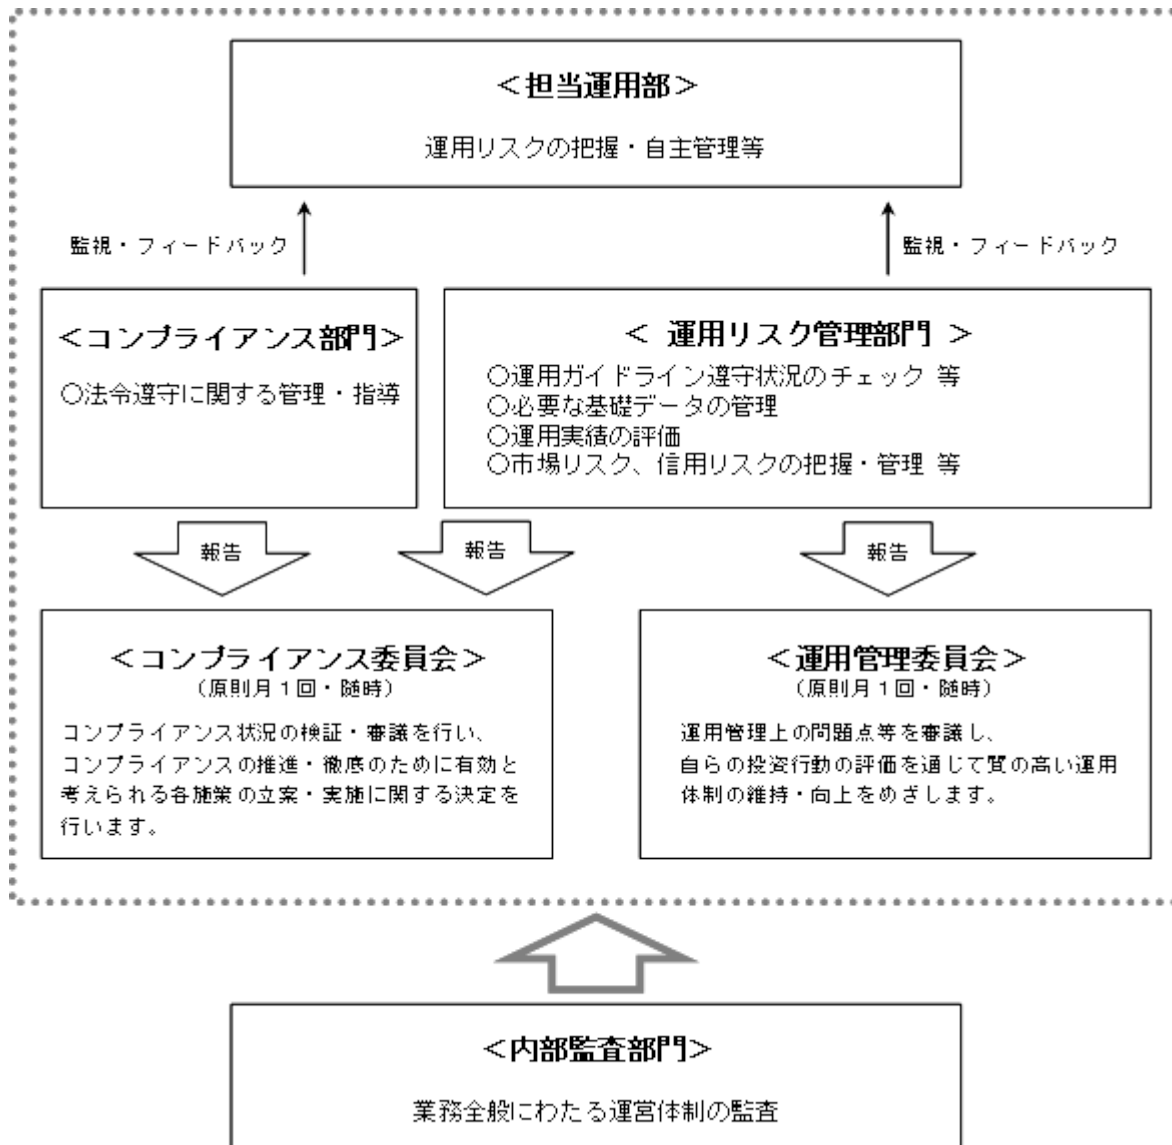 ＜担当運用部＞
運用リスクの把握・自主管理等
監視・フィードバック
監視・フィードバック
＜コンプライアンス部門＞
○法令遵守に関する管理・指導
＜ 運用リスク管理部門 ＞
○運用ガイドライン遵守状況のチェック 等
○必要な基礎データの管理
○運用実績の評価
○市場リスク、信用リスクの把握・管理 等
報告
報告
報告
＜コンプライアンス委員会＞
（原則月１回・随時）
コンプライアンス状況の検証・審議を行い、
コンプライアンスの推進・徹底のために有効と
考えられる各施策の立案・実施に関する決定を
行います。
＜運用管理委員会＞
（原則月１回・随時）
運用管理上の問題点等を審議し、
自らの投資行動の評価を通じて質の高い運用
体制の維持・向上をめざします。
＜内部監査部門＞
業務全般にわたる運営体制の監査